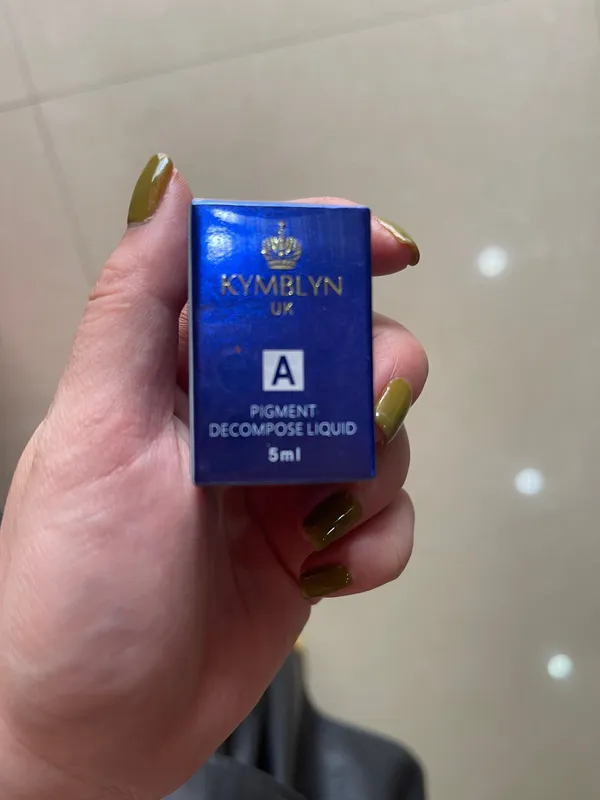 KYMBLYN
UK
A
PIGMENT
DECOMPOSE LIQUID
5ml